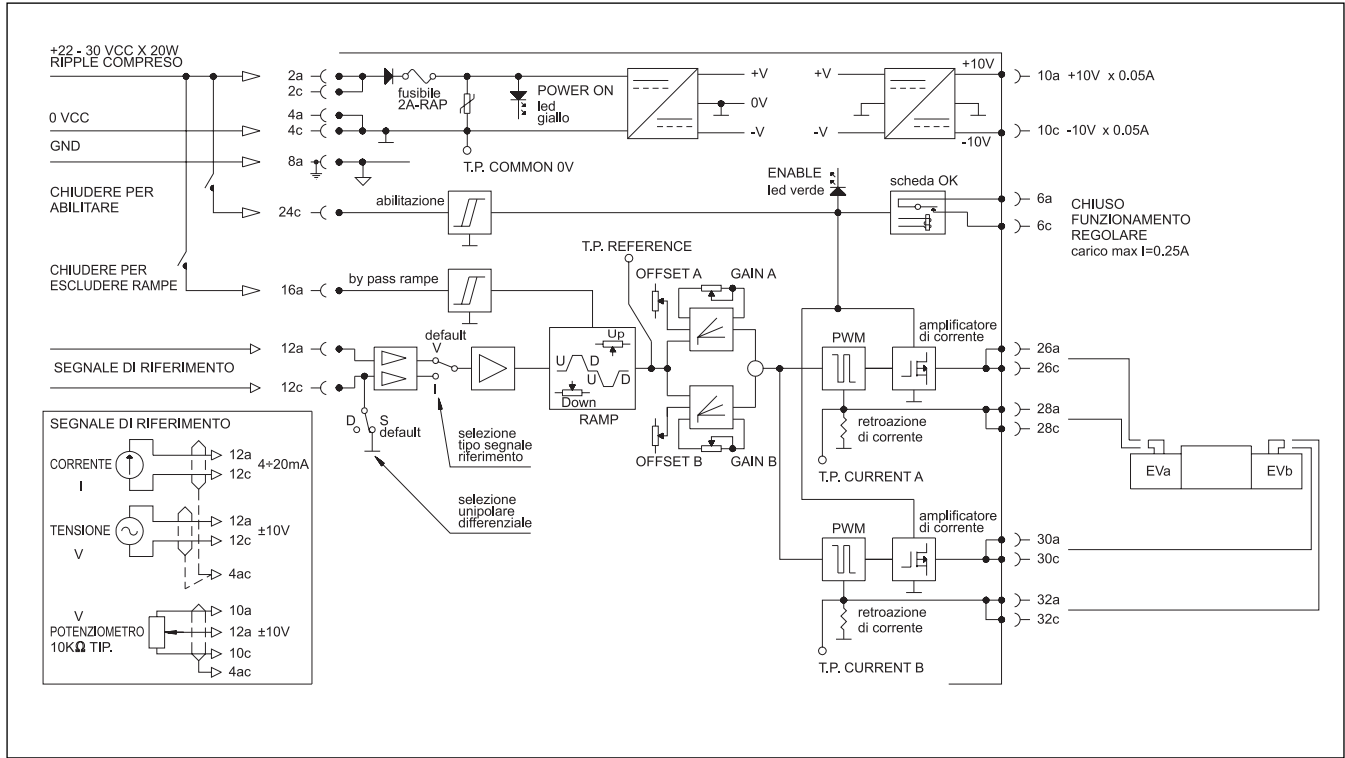 +22 - 30 VCC X 20W
RIPPLE COMPRESO
0 VCC
GND
CHIUDERE PER
ABILITARE
CHIUDERE PER
ESCLUDERE RAMPE
SEGNALE DI RIFERIMENTO
2a
2c
4a
4c
8a
24c
16a
12a
12c
fusibile
2A-RAP
POWER ON
led
giallo
T.P. COMMON 0V
+V
0V
-V
+V
-V
+10V
-10V
10a +10V x 0.05A
10c -10V x 0.05A
abilitazione
ENABLE
led verde
scheda OK
6a
6c
CHIUSO
FUNZIONAMENTO
REGOLARE
carico max I=0.25A
by pass rampe
T.P. REFERENCE
OFFSET A
GAIN A
default
V
I
D
S
default
Up
U
D
U
D
Down
RAMP
OFFSET B
GAIN B
selezione
tipo segnale
riferimento
selezione
unipolare
differenziale
PWM
amplificatore
di corrente
26a
26c
28a
28c
retroazione
di corrente
T.P. CURRENT A
EVa
EVb
PWM
amplificatore
di corrente
30a
30c
32a
32c
retroazione
di corrente
T.P. CURRENT B
SEGNALE DI RIFERIMENTO
CORRENTE
I
12a
12c
4÷20mA
TENSIONE
V
12a
12c
±10V
4ac
V
POTENZIOMETRO
10KΩ TIP.
10a
12a ±10V
10c
4ac